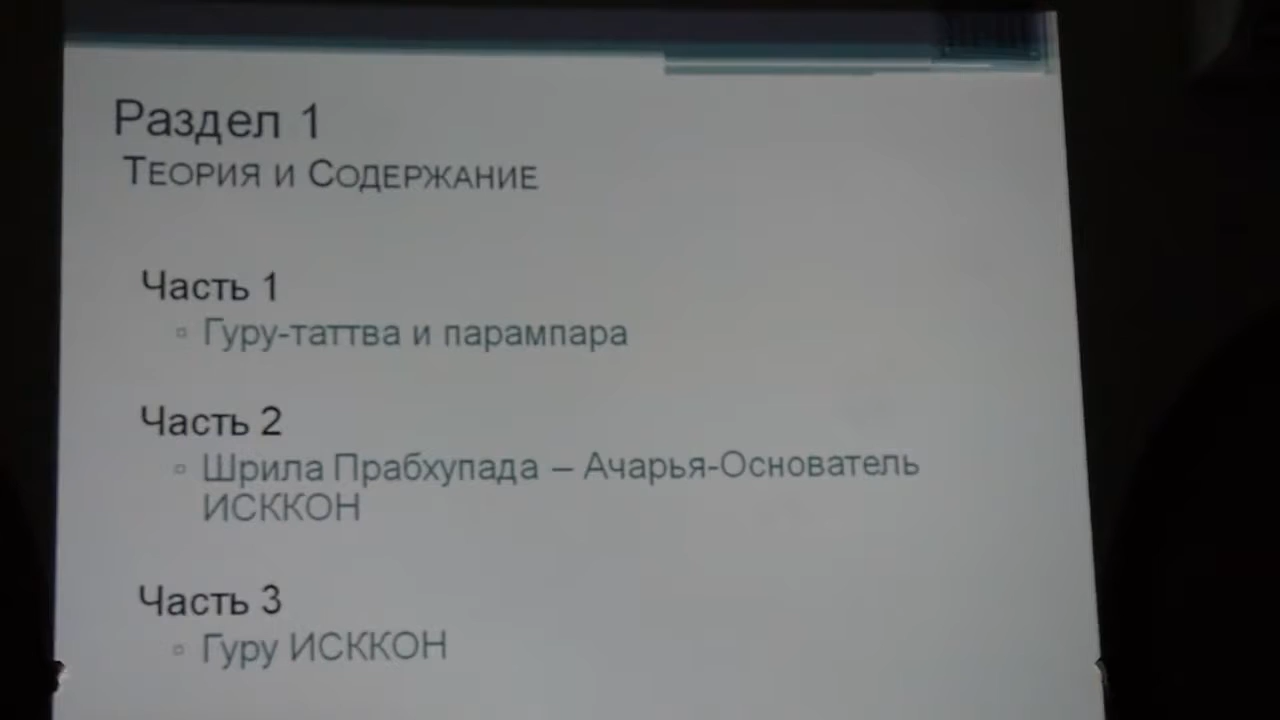 Раздел 1
Теория и Содержание
Часть 1
Гуру-таттва и парампара
Часть 2
Шрила Прабхупада – Ачарья-Основатель
ИСККОН
Часть 3
Гуру ИСККОН